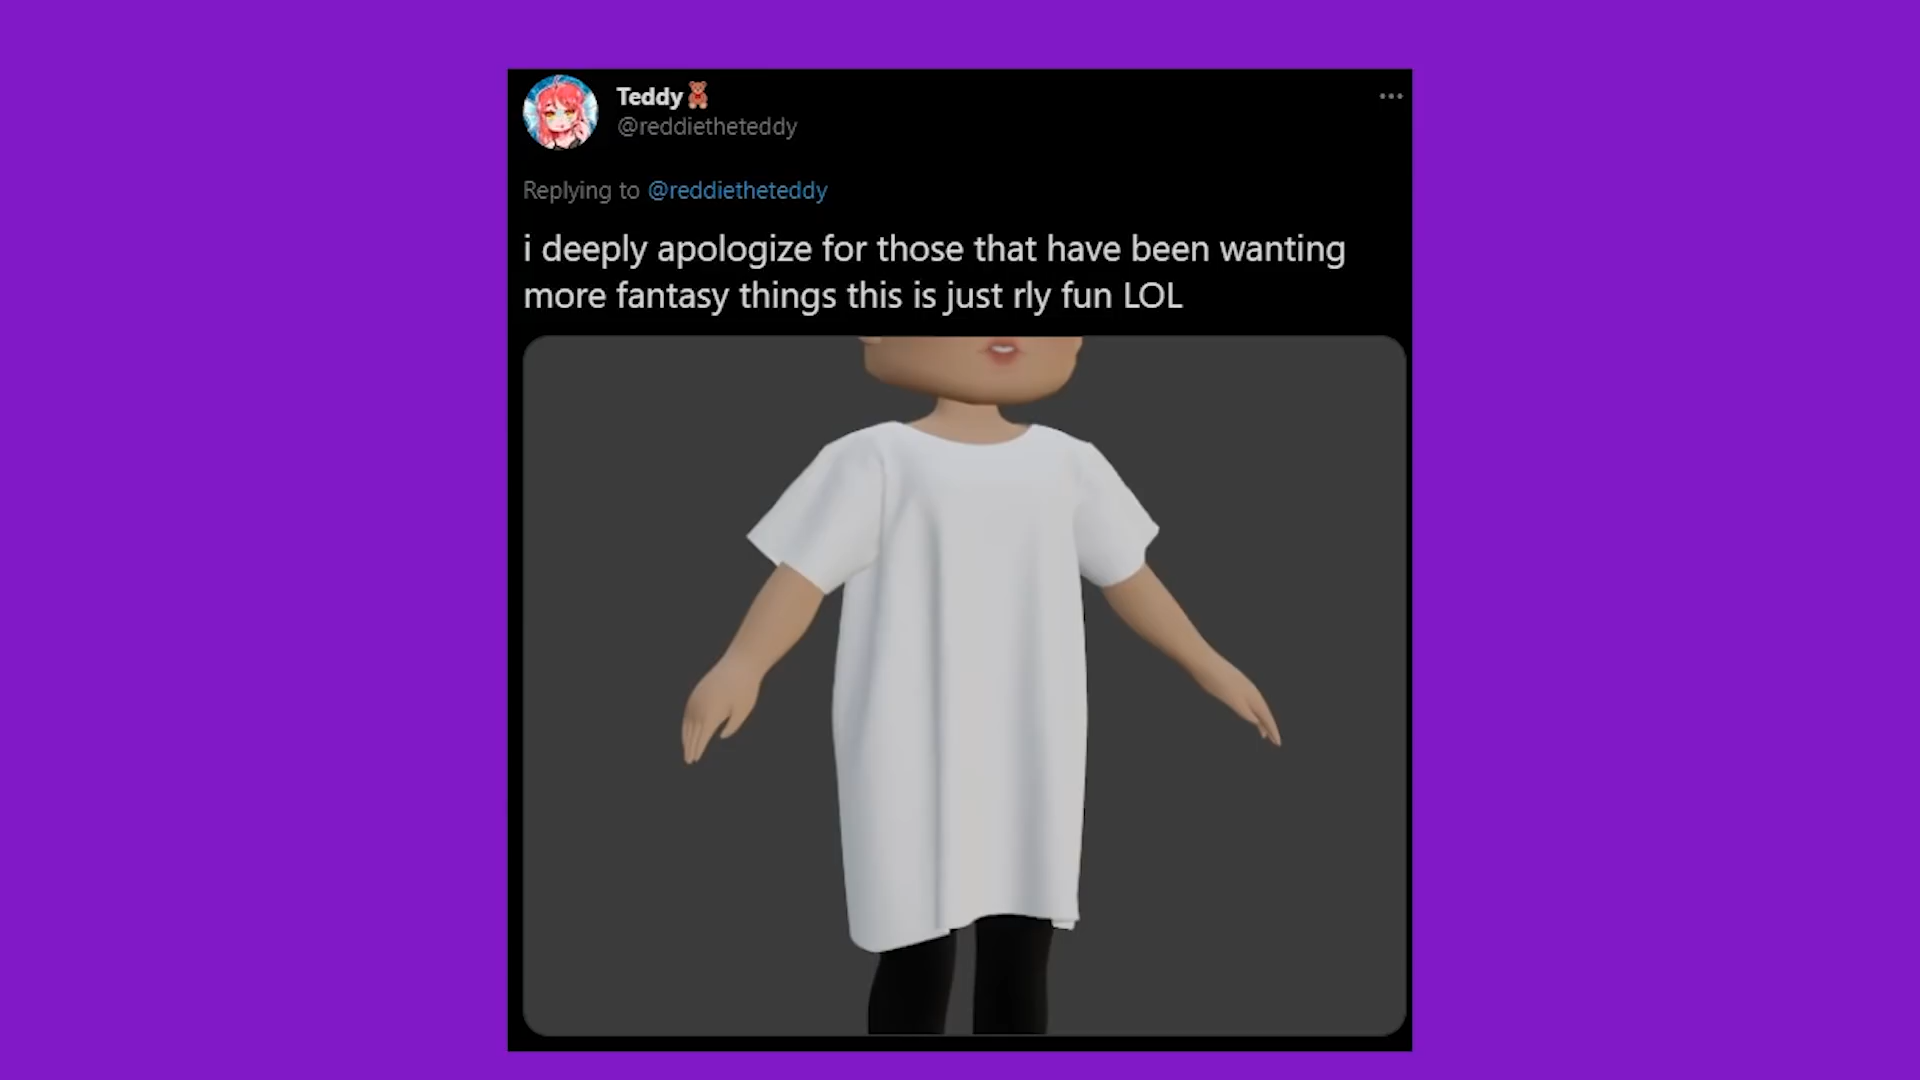 Teddy🧸
@reddietheteddy
Replying to @reddietheteddy
i deeply apologize for those that have been wanting
more fantasy things this is just rly fun LOL